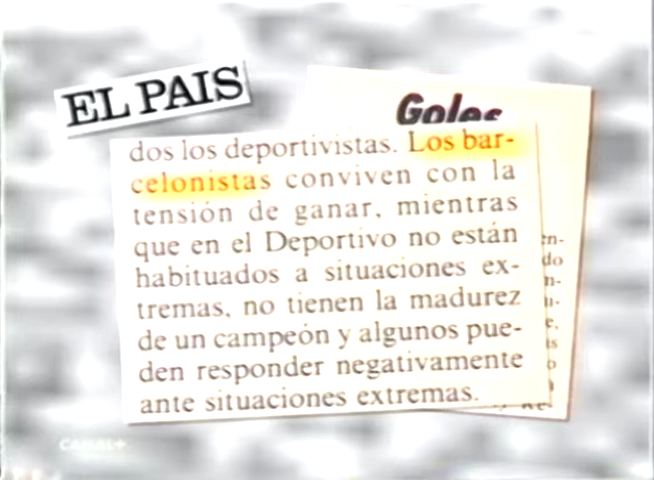 EL PAIS
Goles
dos los deportivistas. Los bar-
celonistas conviven con la
tensión de ganar, mientras
que en el Deportivo no están
habituados a situaciones ex-
tremas, no tienen la madurez
de un campeón y algunos pue-
den responder negativamente
ante situaciones extremas.
CANAL+